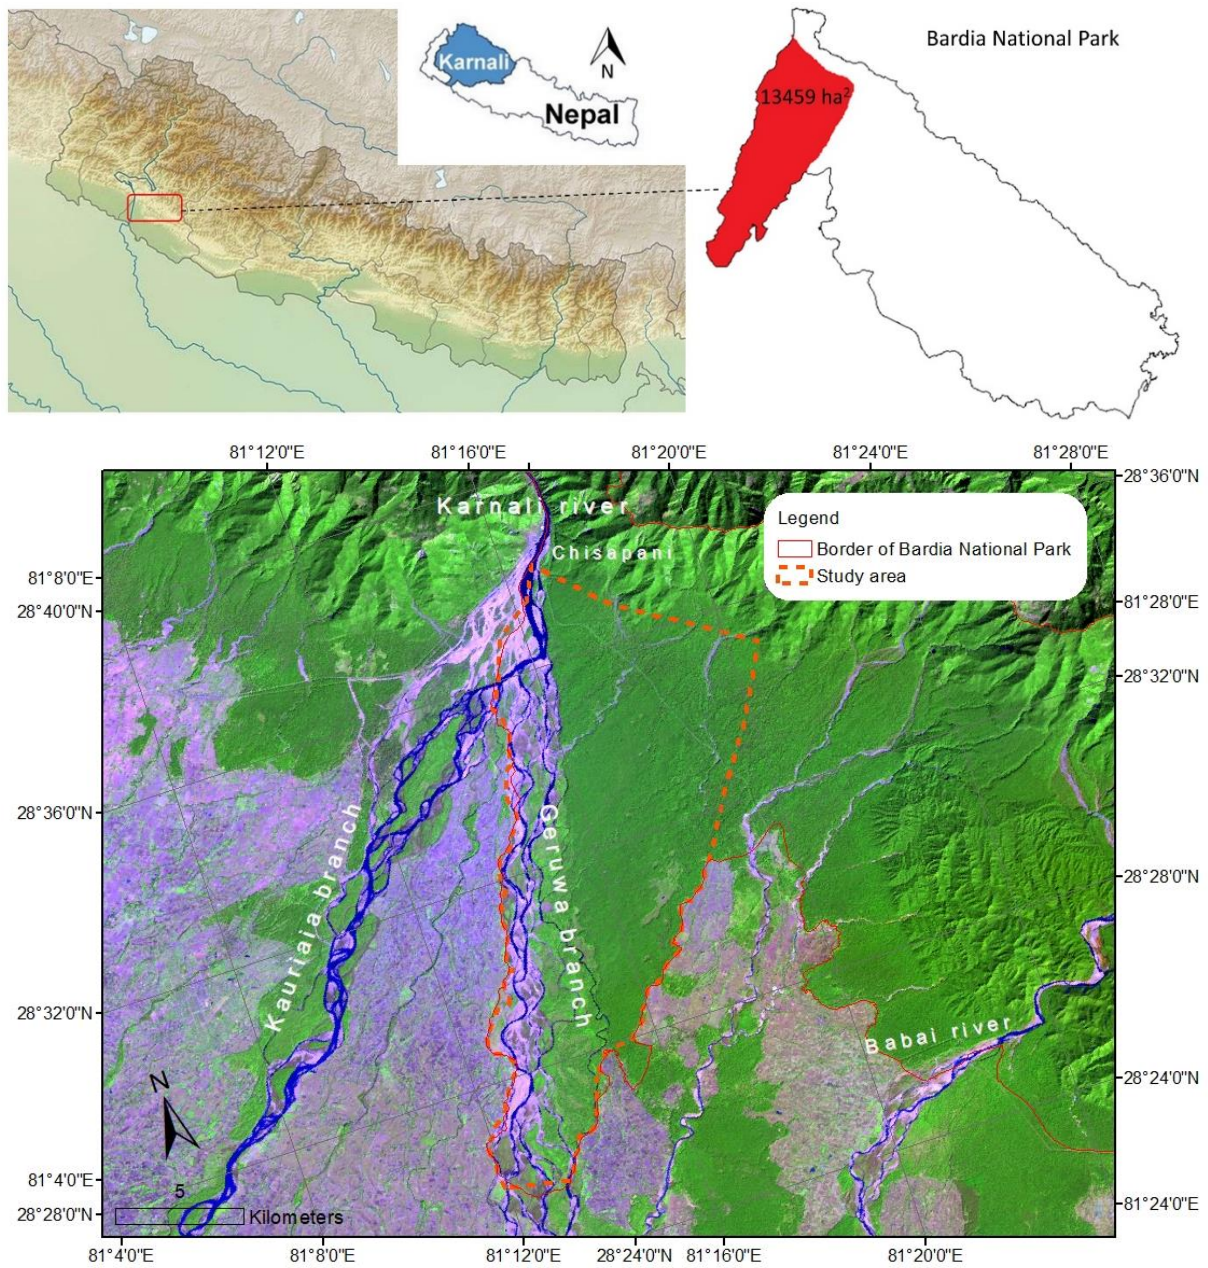 Karnali
N
Nepal
Bardia National Park
13459 ha²
81°12'0"E 81°16'0"E 81°20'0"E 81°24'0"E 81°28'0"E
28°36'0"N
Karnali river
Legend
Border of Bardia National Park
Study area
Chisapani
81°8'0"E
28°40'0"N
81°28'0"E
28°32'0"N
28°36'0"N
Kauriala branch
Geruwa branch
28°28'0"N
28°32'0"N
Babai river
28°24'0"N
N
81°4'0"E
28°28'0"N
5
Kilometers
81°24'0"E
81°4'0"E 81°8'0"E 81°12'0"E 28°24'0"N 81°16'0"E 81°20'0"E